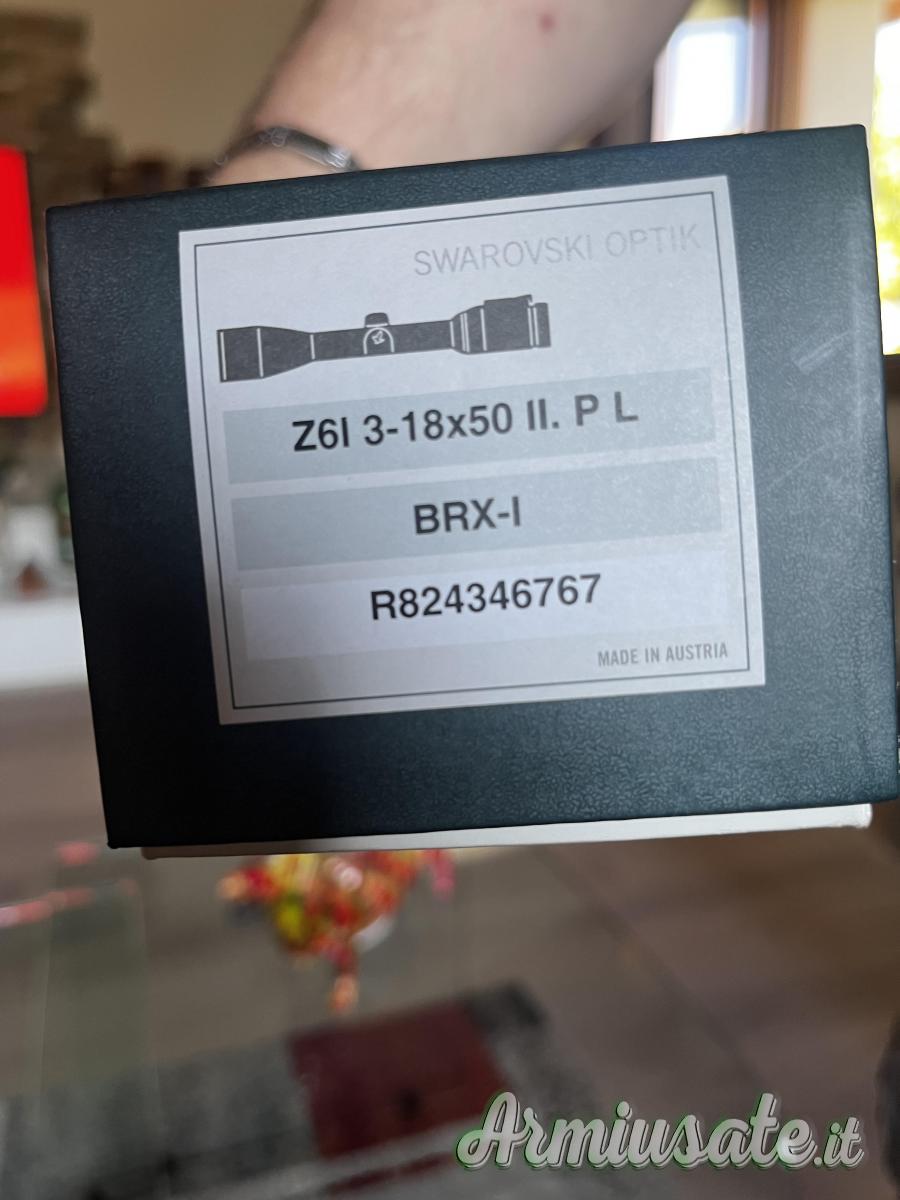 SWAROVSKI OPTIK
Z6I 3-18x50 II. P L
BRX-I
R824346767
MADE IN AUSTRIA
Armiusate.it